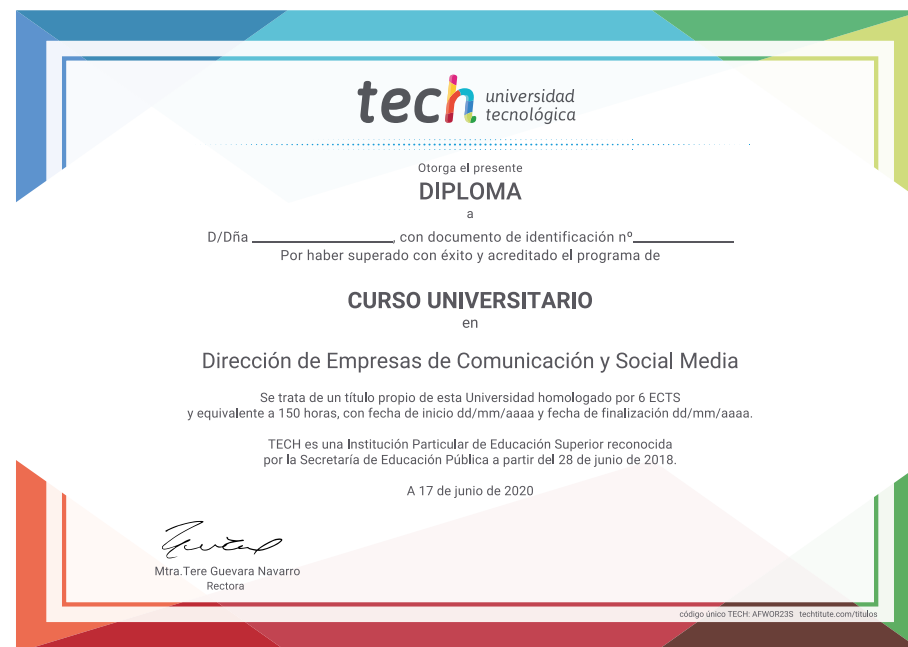 tech universidad
tecnológica
Otorga el presente
DIPLOMA
a
D/Dña ____________________, con documento de identificación nº______________
Por haber superado con éxito y acreditado el programa de
CURSO UNIVERSITARIO
en
Dirección de Empresas de Comunicación y Social Media
Se trata de un título propio de esta Universidad homologado por 6 ECTS
y equivalente a 150 horas, con fecha de inicio dd/mm/aaaa y fecha de finalización dd/mm/aaaa.
TECH es una Institución Particular de Educación Superior reconocida
por la Secretaría de Educación Pública a partir del 28 de junio de 2018.
A 17 de junio de 2020
Mtra.Tere Guevara Navarro
Rectora
código único TECH: AFWOR23S techtitute.com/titulos